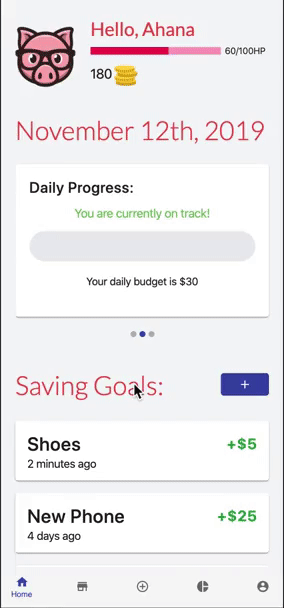 Hello, Ahana
60/100HP
180
November 12th, 2019
Daily Progress:
You are currently on track!
Your daily budget is $30
Saving Goals:
+
Shoes
+$5
2 minutes ago
New Phone
+$25
4 days ago
Home